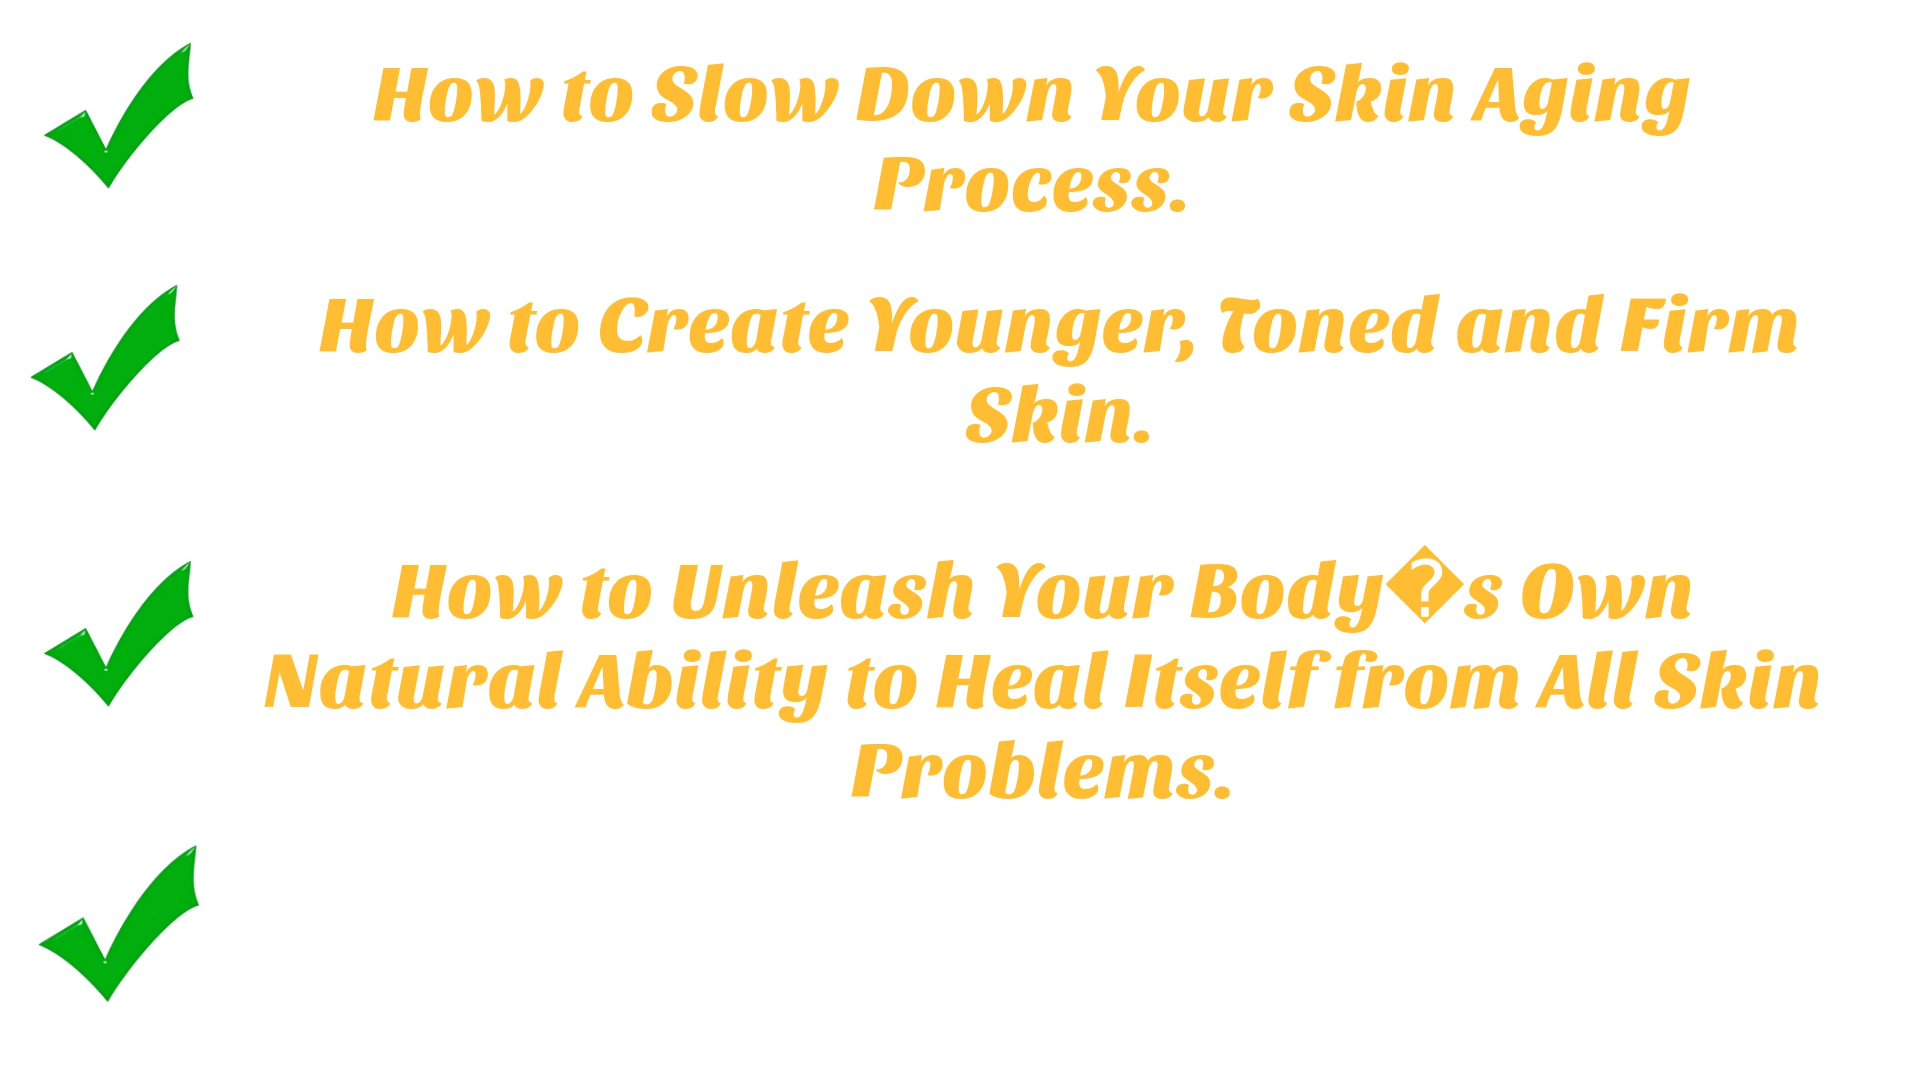 How to Slow Down Your Skin Aging
Process.
How to Create Younger, Toned and Firm
Skin.
How to Unleash Your Body�s Own
Natural Ability to Heal Itself from All Skin
Problems.